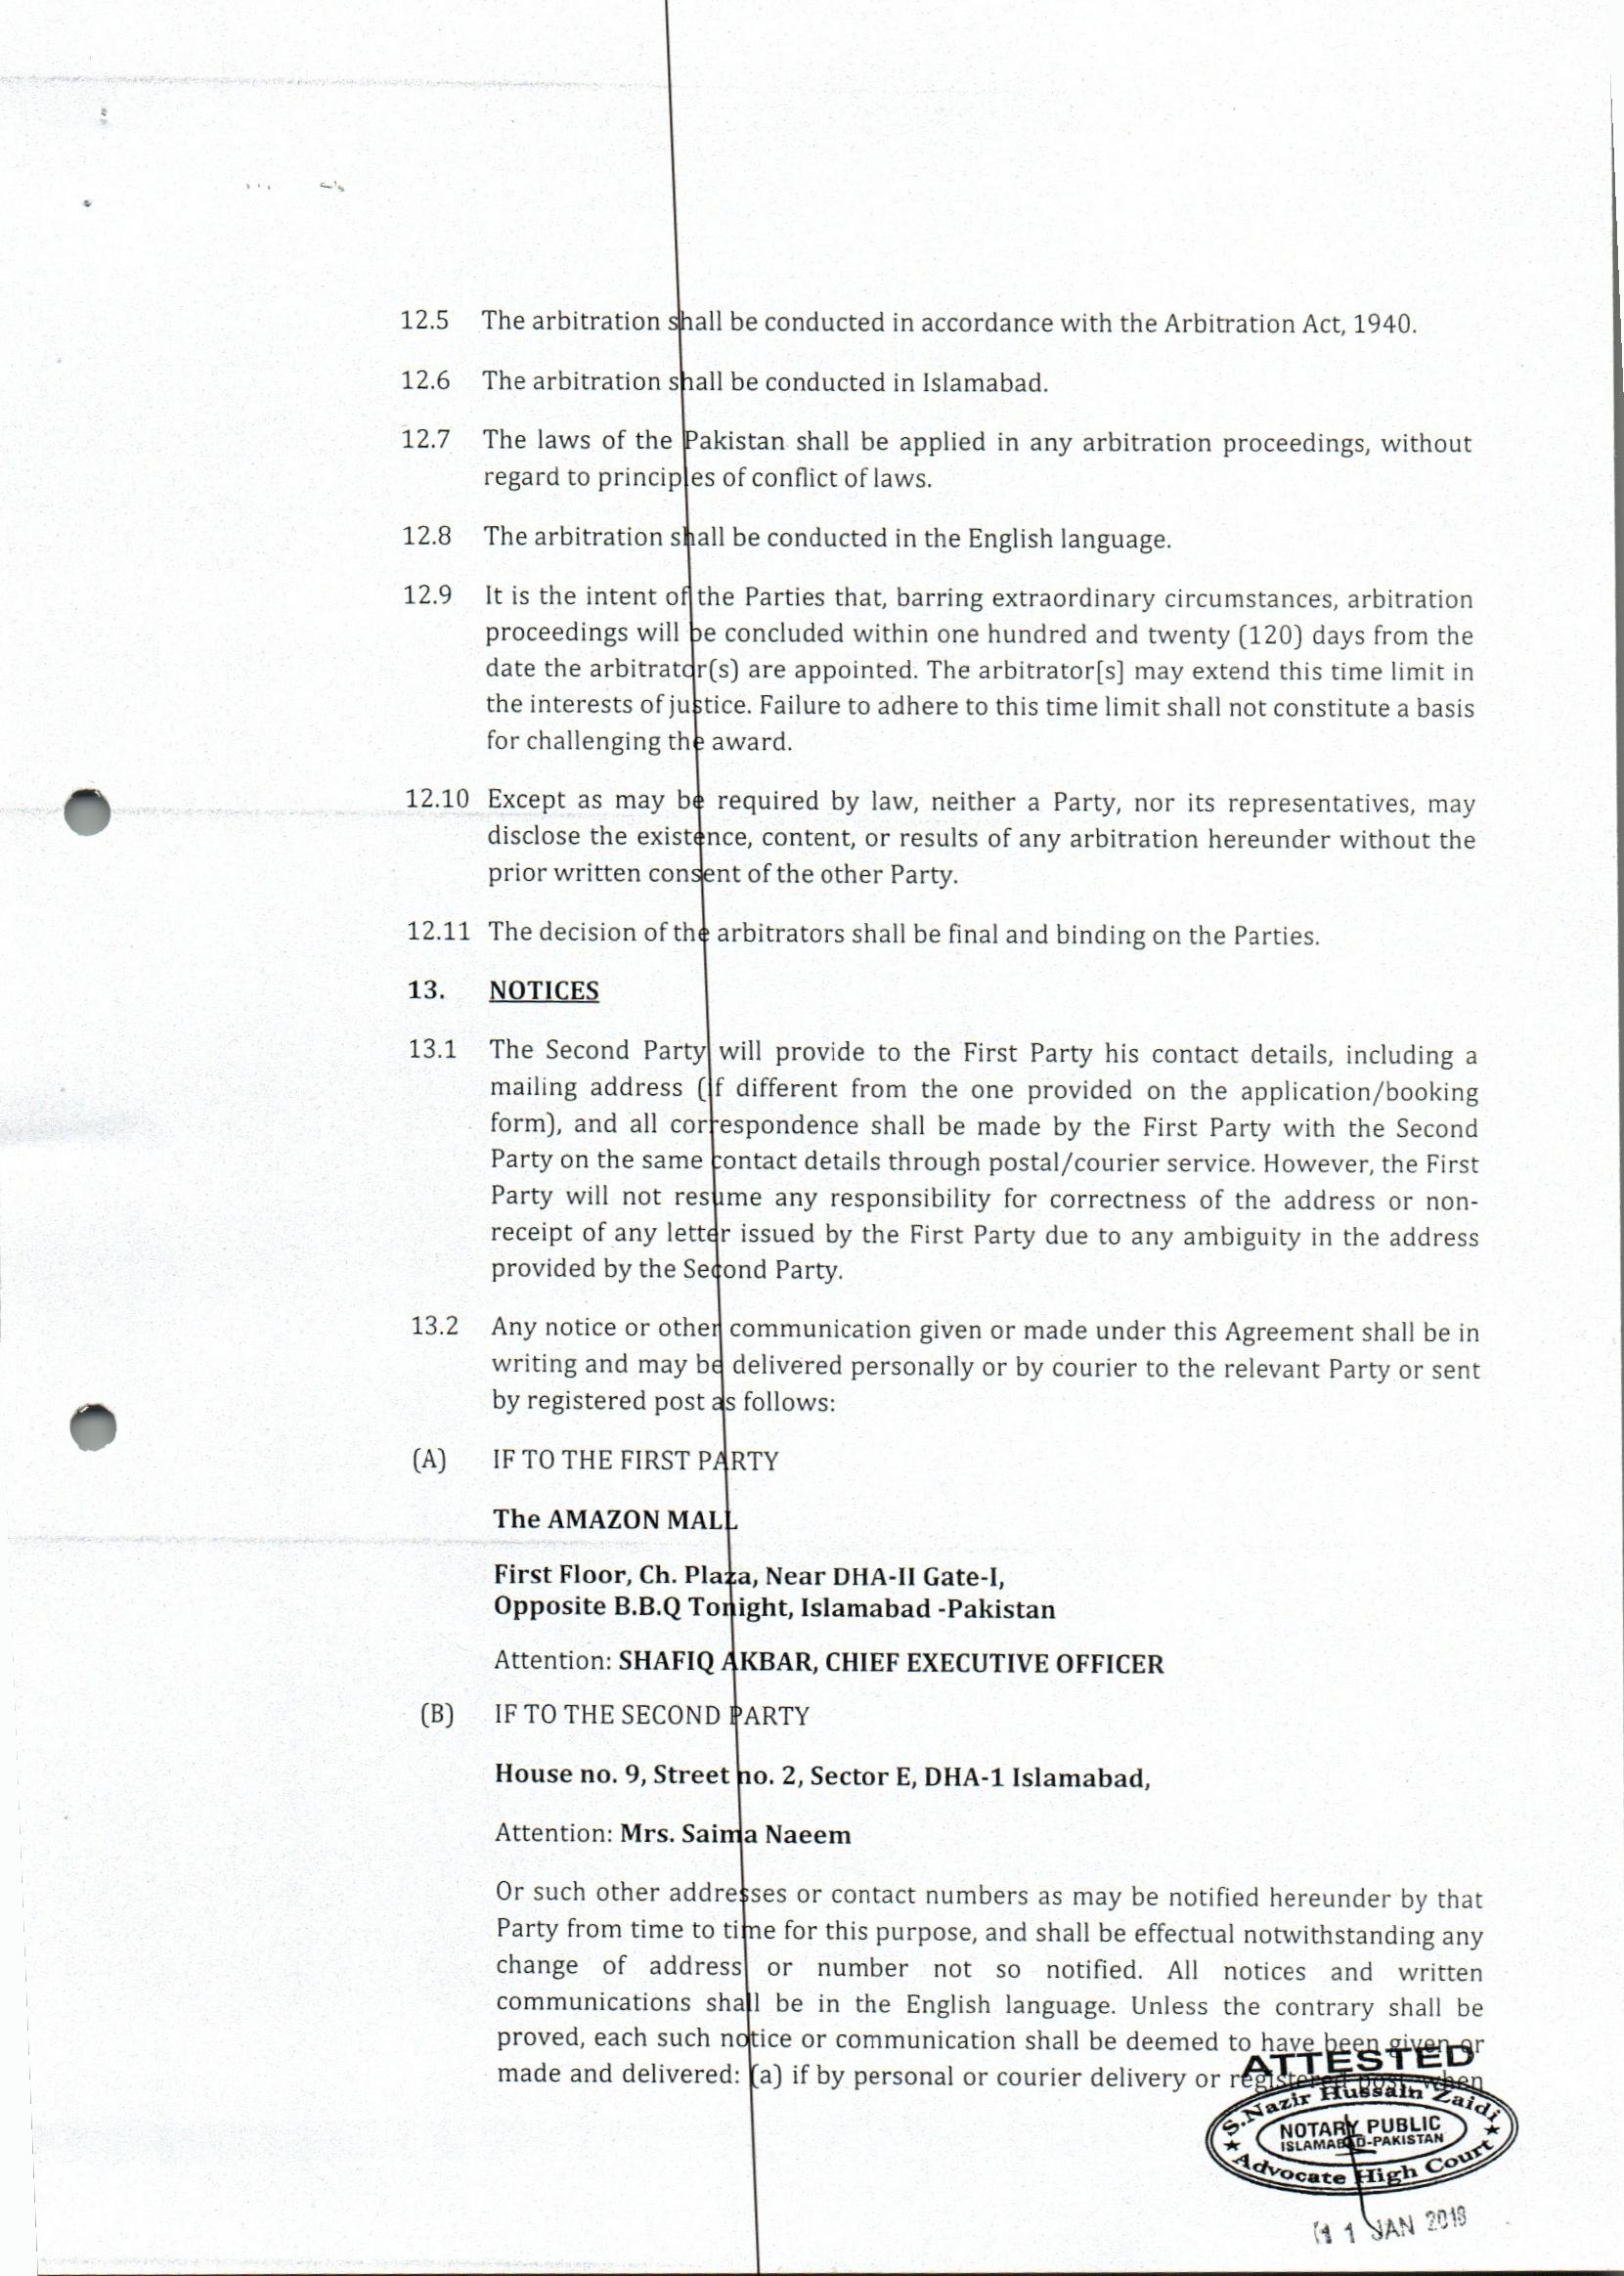 12.5 The arbitration shall be conducted in accordance with the Arbitration Act, 1940.
12.6 The arbitration shall be conducted in Islamabad.
12.7 The laws of the Pakistan shall be applied in any arbitration proceedings, without
regard to principles of conflict of laws.
12.8 The arbitration shall be conducted in the English language.
12.9 It is the intent of the Parties that, barring extraordinary circumstances, arbitration
proceedings will be concluded within one hundred and twenty (120) days from the
date the arbitrator(s) are appointed. The arbitrator[s] may extend this time limit in
the interests of justice. Failure to adhere to this time limit shall not constitute a basis
for challenging the award.
12.10 Except as may be required by law, neither a Party, nor its representatives, may
disclose the existence, content, or results of any arbitration hereunder without the
prior written consent of the other Party.
12.11 The decision of the arbitrators shall be final and binding on the Parties.
13. NOTICES
13.1 The Second Party will provide to the First Party his contact details, including a
mailing address (if different from the one provided on the application/booking
form), and all correspondence shall be made by the First Party with the Second
Party on the same contact details through postal/courier service. However, the First
Party will not resume any responsibility for correctness of the address or non-
receipt of any letter issued by the First Party due to any ambiguity in the address
provided by the Second Party.
13.2 Any notice or other communication given or made under this Agreement shall be in
writing and may be delivered personally or by courier to the relevant Party or sent
by registered post as follows:
(A) IF TO THE FIRST PARTY
The AMAZON MALL
First Floor, Ch. Plaza, Near DHA-II Gate-I,
Opposite B.B.Q Tonight, Islamabad -Pakistan
Attention: SHAFIQ AKBAR, CHIEF EXECUTIVE OFFICER
(B) IF TO THE SECOND PARTY
House no. 9, Street no. 2, Sector E, DHA-1 Islamabad,
Attention: Mrs. Saima Naeem
Or such other addresses or contact numbers as may be notified hereunder by that
Party from time to time for this purpose, and shall be effectual notwithstanding any
change of address or number not so notified. All notices and written
communications shall be in the English language. Unless the contrary shall be
proved, each such notice or communication shall be deemed to have been given or
made and delivered: (a) if by personal or courier delivery or registered post, when
ATTESTED
S.Nazir Hussain Zaidi
NOTARY PUBLIC
ISLAMABAD-PAKISTAN
Advocate High Court
11 JAN 2018